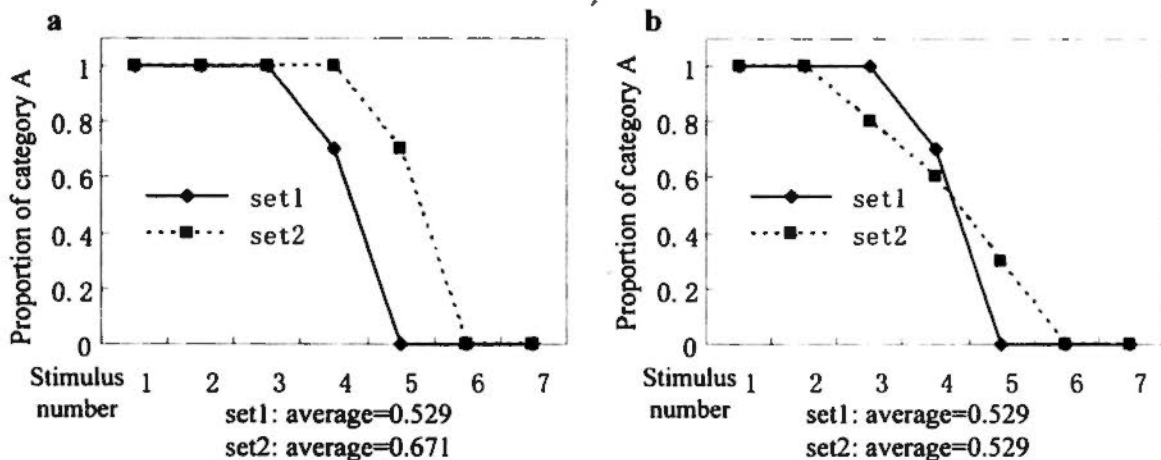 a
Proportion of category A
1
0.8
0.6
0.4
0.2
0
set1
set2
Stimulus number 1 2 3 4 5 6 7
set1: average=0.529
set2: average=0.671
b
Proportion of category A
1
0.8
0.6
0.4
0.2
0
set1
set2
Stimulus number 1 2 3 4 5 6 7
set1: average=0.529
set2: average=0.529